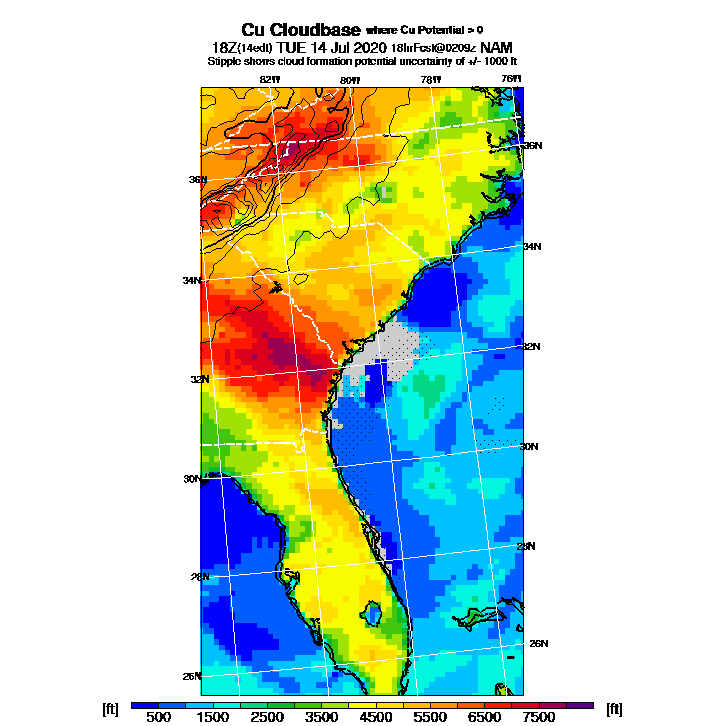 Cu Cloudbase where Cu Potential > 0
18Z(14edt) TUE 14 Jul 2020 18hrFcst@0209z NAM
Stipple shows cloud formation potential uncertainty of +/- 1000 ft
82W 80W 78W 76W
36N
36N
34N
34N
32N
32N
30N
30N
28N
28N
26N
26N
[ft] [ft]
500 1500 2500 3500 4500 5500 6500 7500